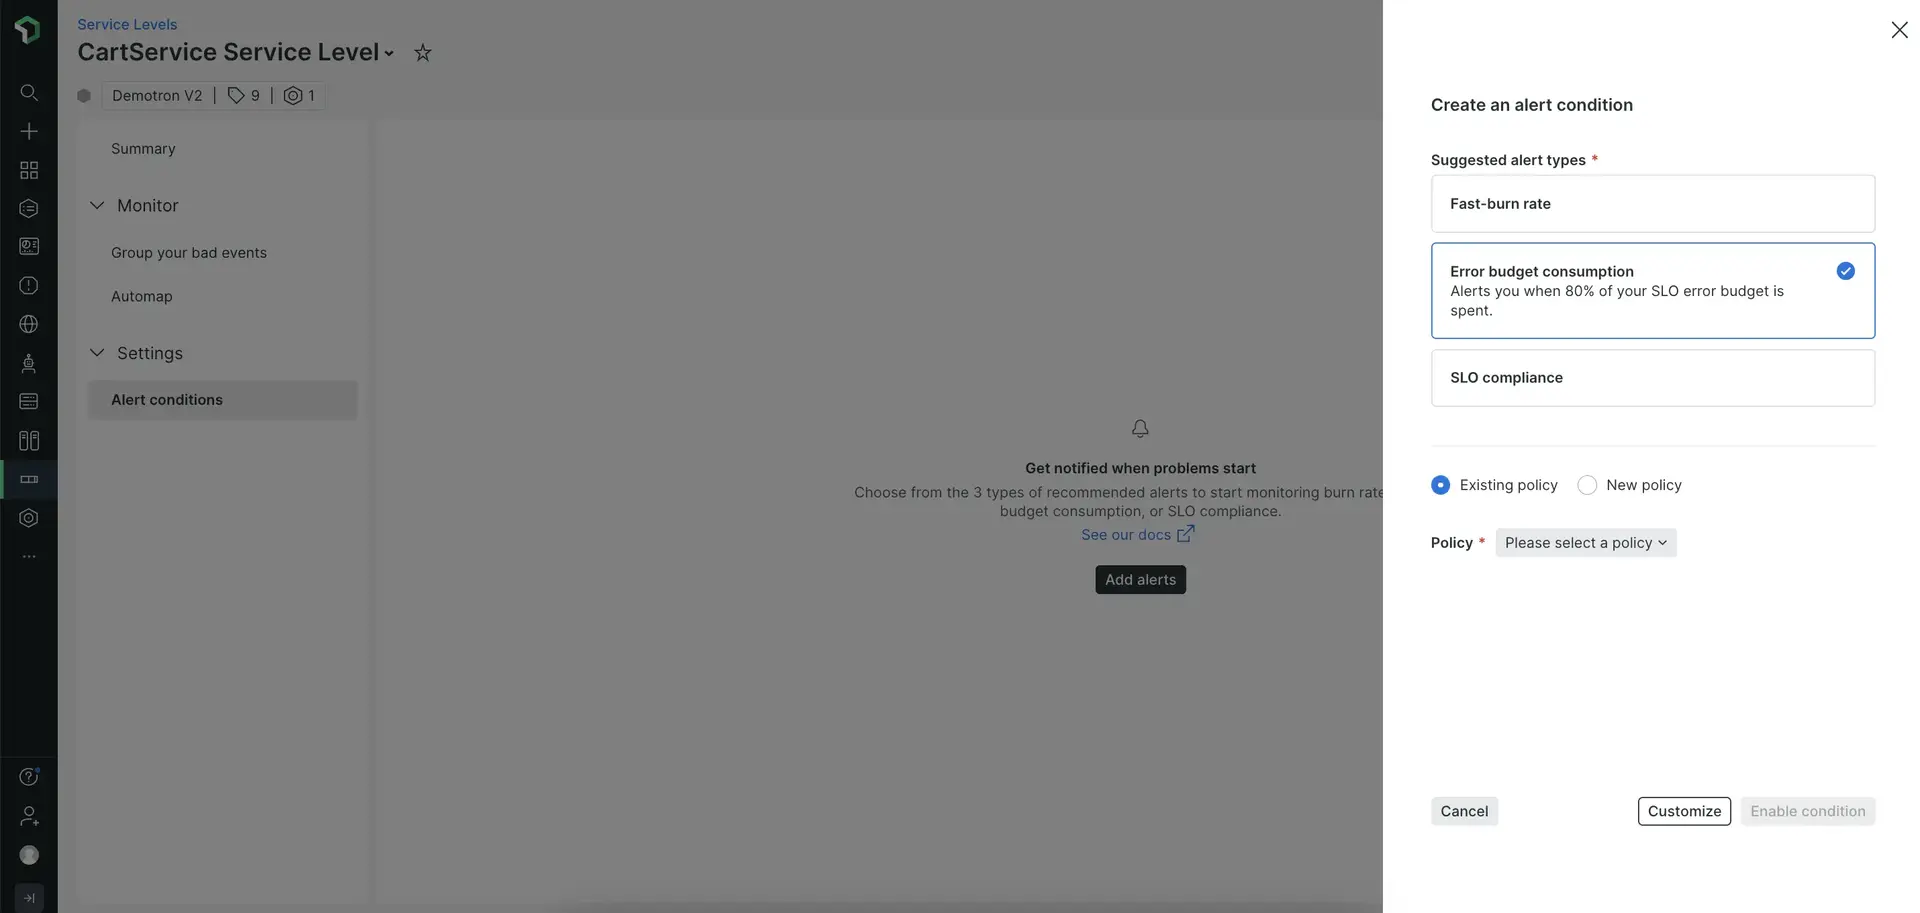 Service Levels
CartService Service Level
Demotron V2 | 9 | 1
Summary
Monitor
Group your bad events
Automap
Settings
Alert conditions
Get notified when problems start
Choose from the 3 types of recommended alerts to start monitoring burn rate
budget consumption, or SLO compliance.
See our docs
Add alerts
Create an alert condition
Suggested alert types *
Fast-burn rate
Error budget consumption
Alerts you when 80% of your SLO error budget is
spent.
SLO compliance
Existing policy
New policy
Policy * Please select a policy
Cancel
Customize
Enable condition